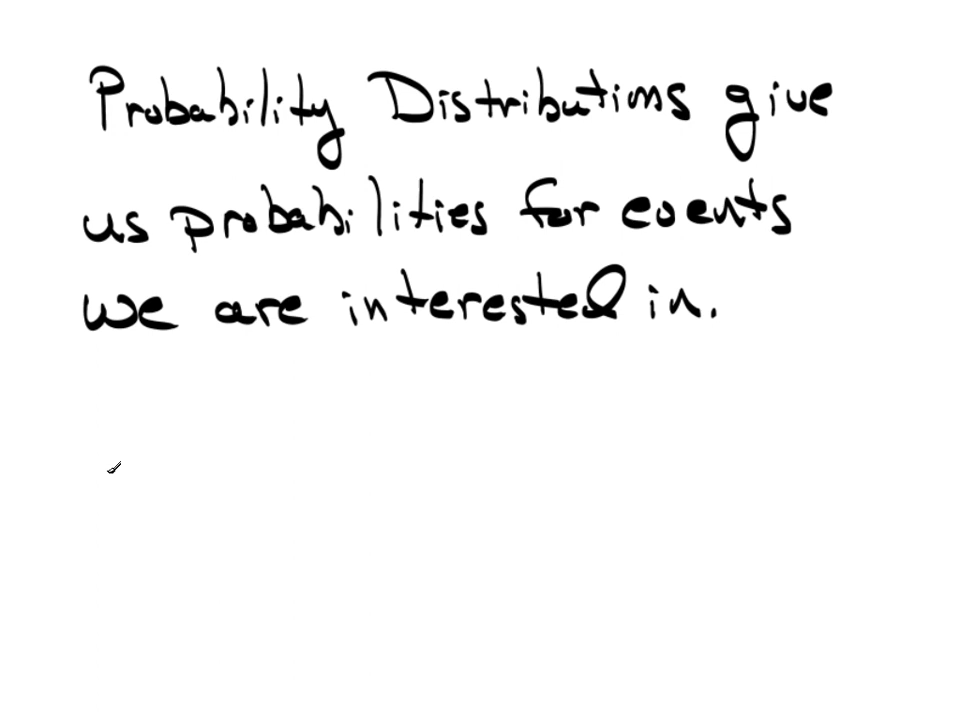 Probability Distributions give
us probabilities for events
we are interested in.